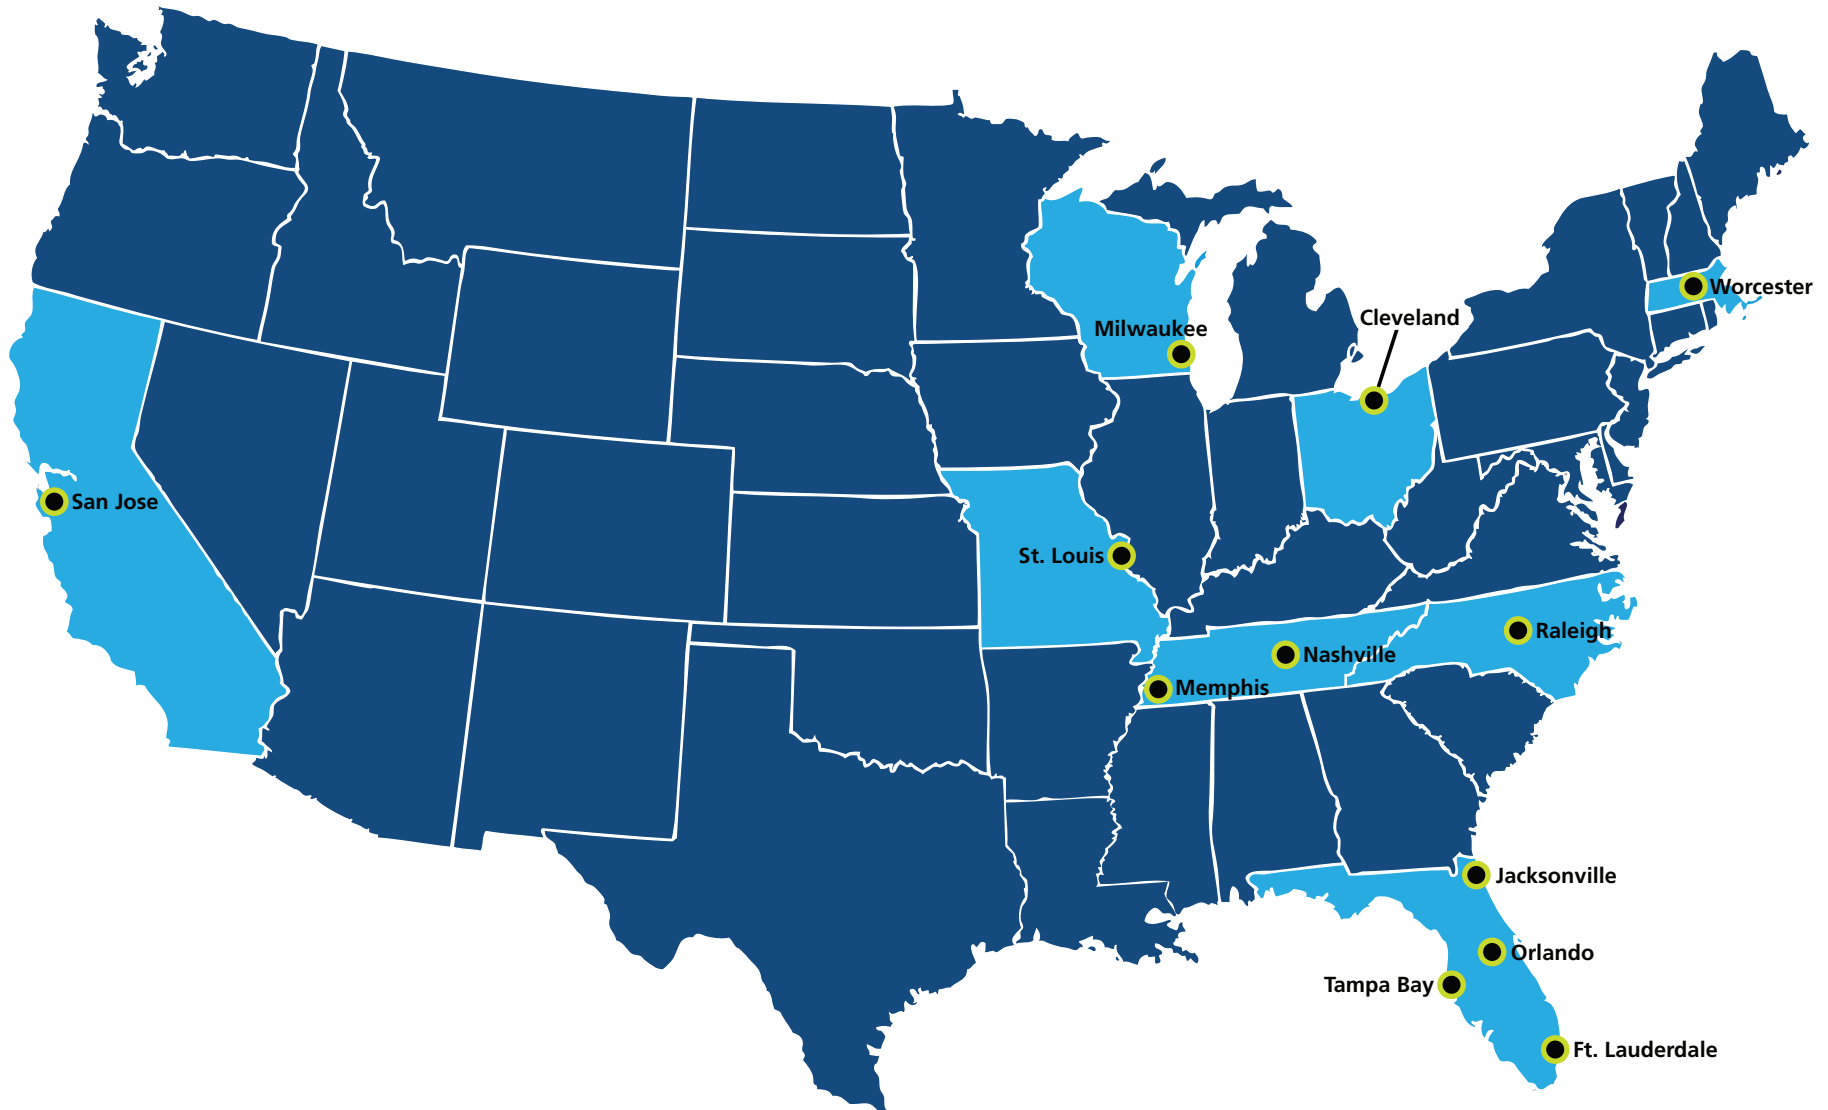 Worcester
Cleveland
Milwaukee
San Jose
St. Louis
Raleigh
Nashville
Memphis
Jacksonville
Orlando
Tampa Bay
Ft. Lauderdale